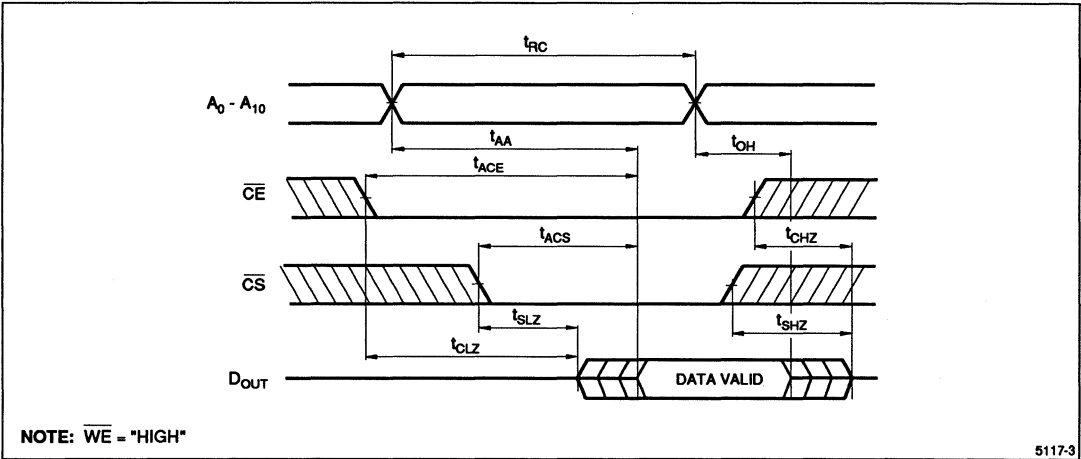 tRC
A0 - A10
tAA
tOH
tACE
CE
tACS
tCHZ
CS
tSLZ
tSHZ
tCLZ
DOUT
DATA VALID
NOTE: WE = "HIGH"
5117-3